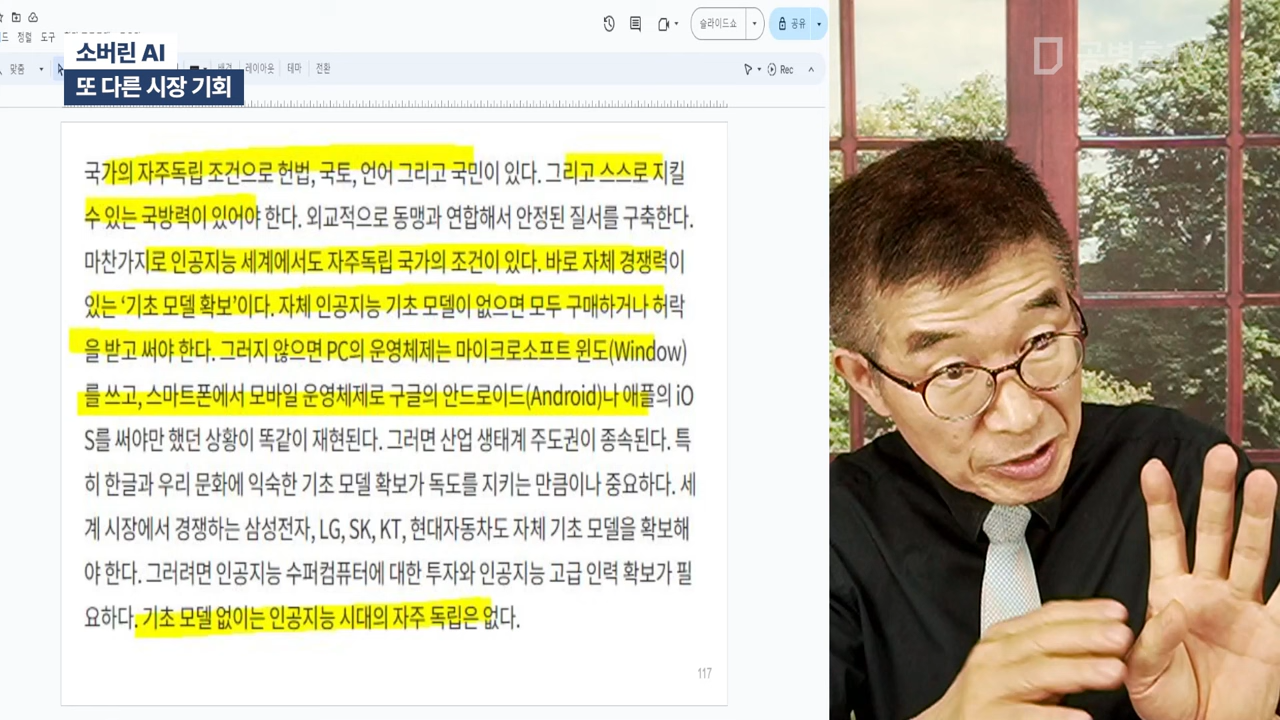 정렬 도구
슬라이드쇼
공유
소버린 AI
또 다른 시장 기회
맞춤
배경 레이아웃 테마 전환
Rec
공병호TV
국가의 자주독립 조건으로 헌법, 국토, 언어 그리고 국민이 있다. 그리고 스스로 지킬
수 있는 국방력이 있어야 한다. 외교적으로 동맹과 연합해서 안정된 질서를 구축한다.
마찬가지로 인공지능 세계에서도 자주독립 국가의 조건이 있다. 바로 자체 경쟁력이
있는 ‘기초 모델 확보’이다. 자체 인공지능 기초 모델이 없으면 모두 구매하거나 허락
을 받고 써야 한다. 그러지 않으면 PC의 운영체제는 마이크로소프트 윈도(Window)
를 쓰고, 스마트폰에서 모바일 운영체제로 구글의 안드로이드(Android)나 애플의 iO
S를 써야만 했던 상황이 똑같이 재현된다. 그러면 산업 생태계 주도권이 종속된다. 특
히 한글과 우리 문화에 익숙한 기초 모델 확보가 독도를 지키는 만큼이나 중요하다. 세
계 시장에서 경쟁하는 삼성전자, LG, SK, KT, 현대자동차도 자체 기초 모델을 확보해
야 한다. 그러려면 인공지능 수퍼컴퓨터에 대한 투자와 인공지능 고급 인력 확보가 필
요하다. 기초 모델 없이는 인공지능 시대의 자주 독립은 없다.
117